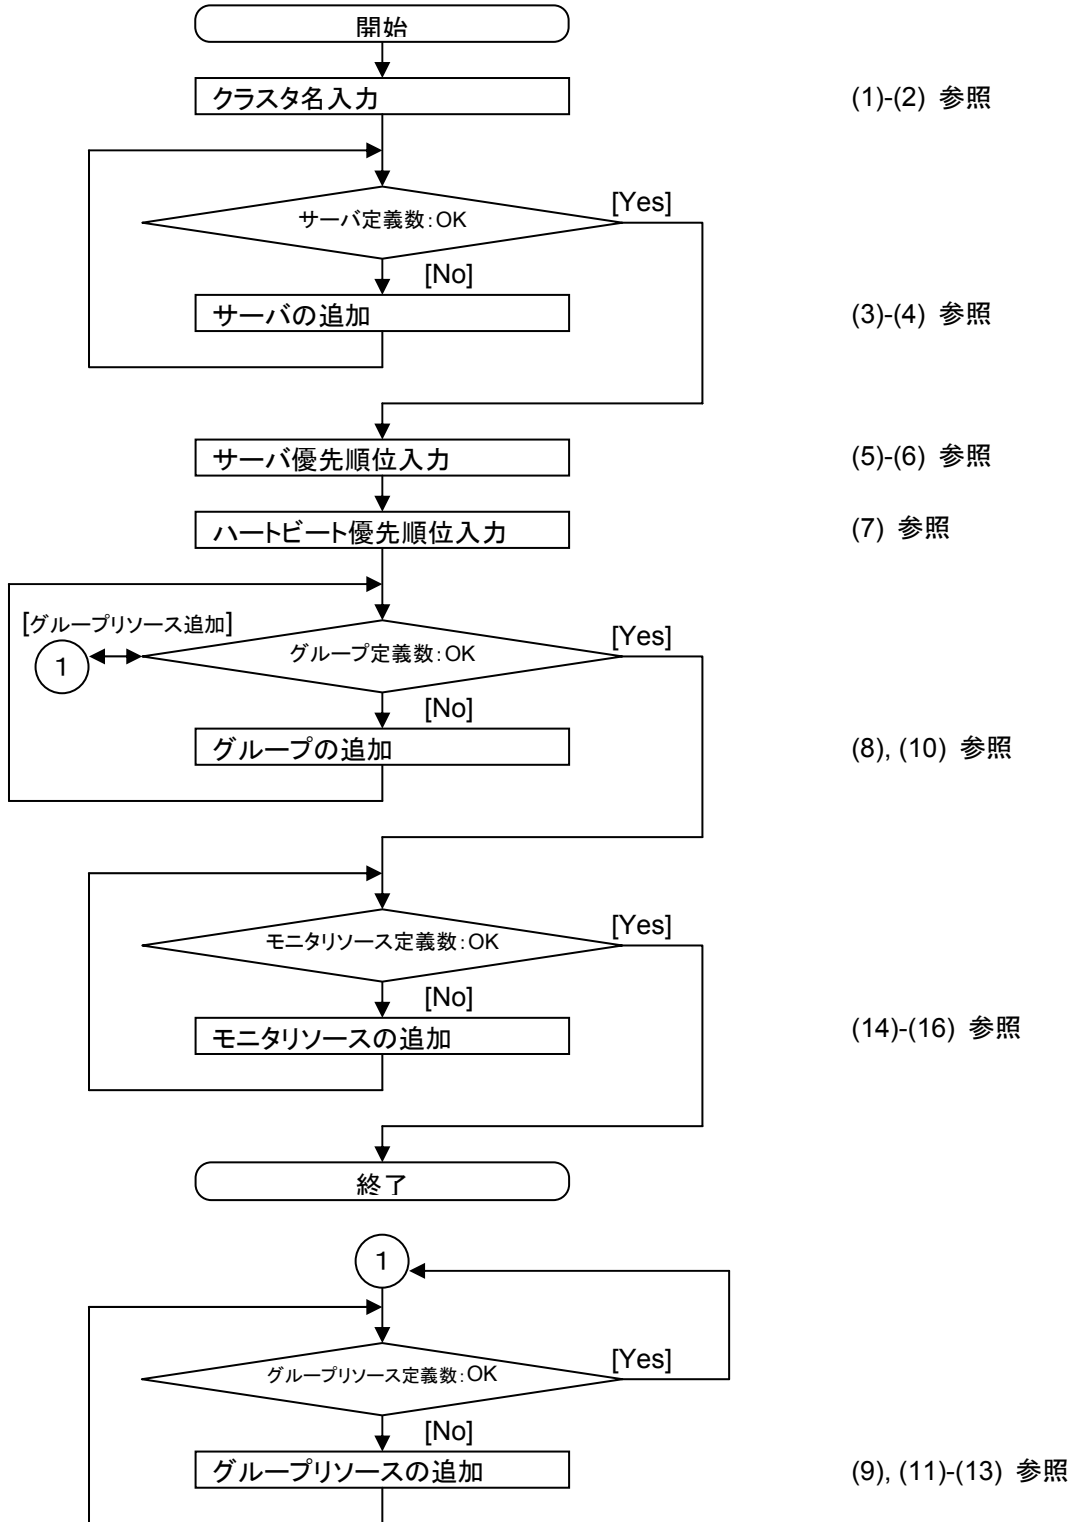 開始
クラスタ名入力
(1)-(2) 参照
サーバ定義数:OK
[Yes]
[No]
サーバの追加
(3)-(4) 参照
サーバ優先順位入力
(5)-(6) 参照
ハートビート優先順位入力
(7) 参照
[グループリソース追加]
1
グループ定義数:OK
[Yes]
[No]
グループの追加
(8), (10) 参照
モニタリソース定義数:OK
[Yes]
[No]
モニタリソースの追加
(14)-(16) 参照
終了
1
グループリソース定義数:OK
[Yes]
[No]
グループリソースの追加
(9), (11)-(13) 参照